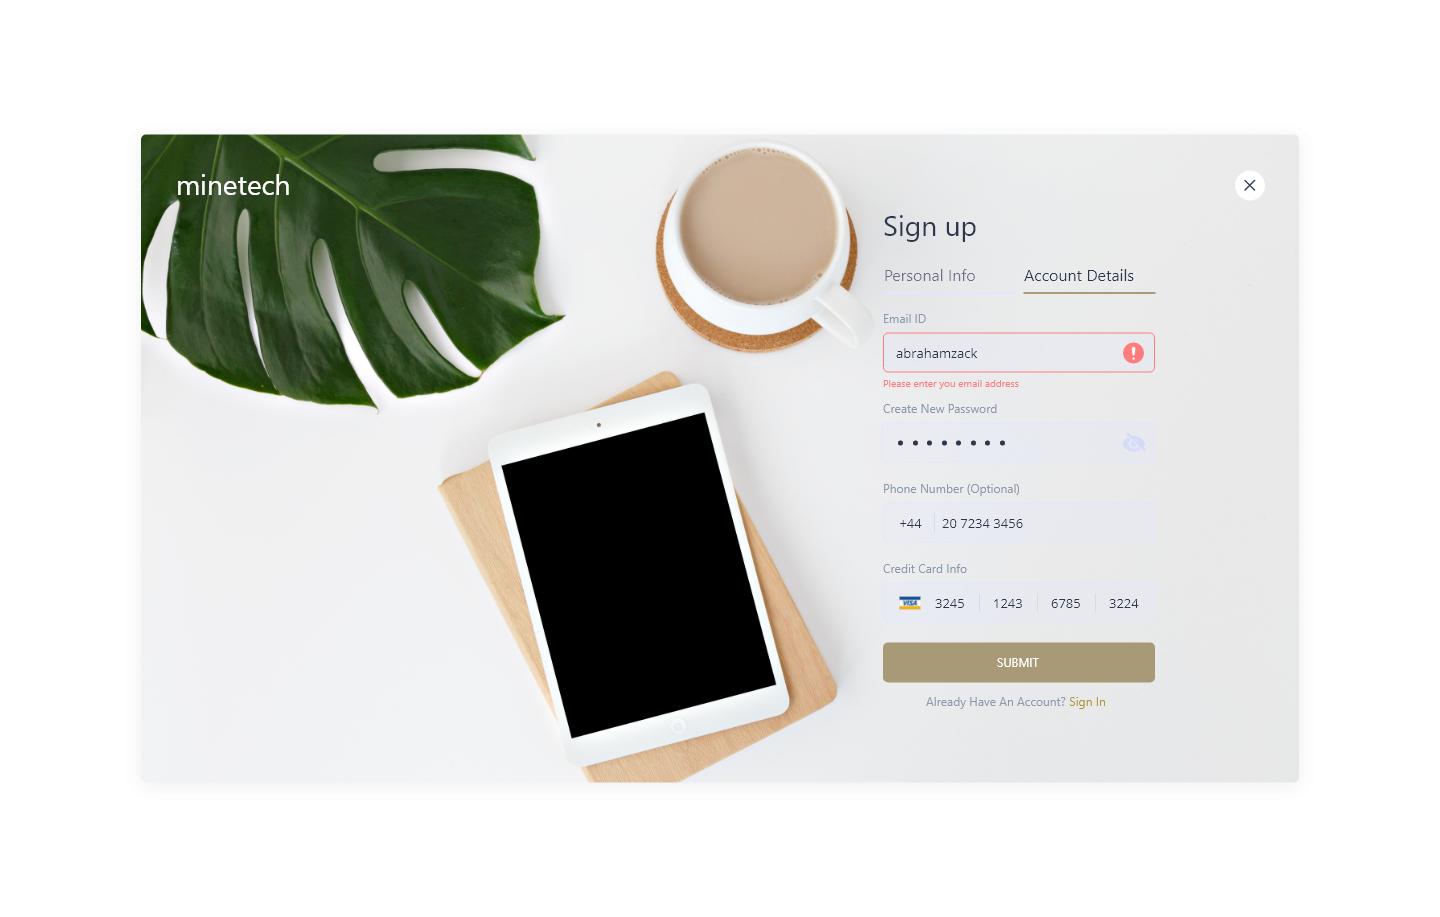 minetech
Sign up
Personal Info Account Details
Email ID
abrahamzack
Please enter you email address
Create New Password
Phone Number (Optional)
+44 20 7234 3456
Credit Card Info
VISA 3245 1243 6785 3224
SUBMIT
Already Have An Account? Sign In